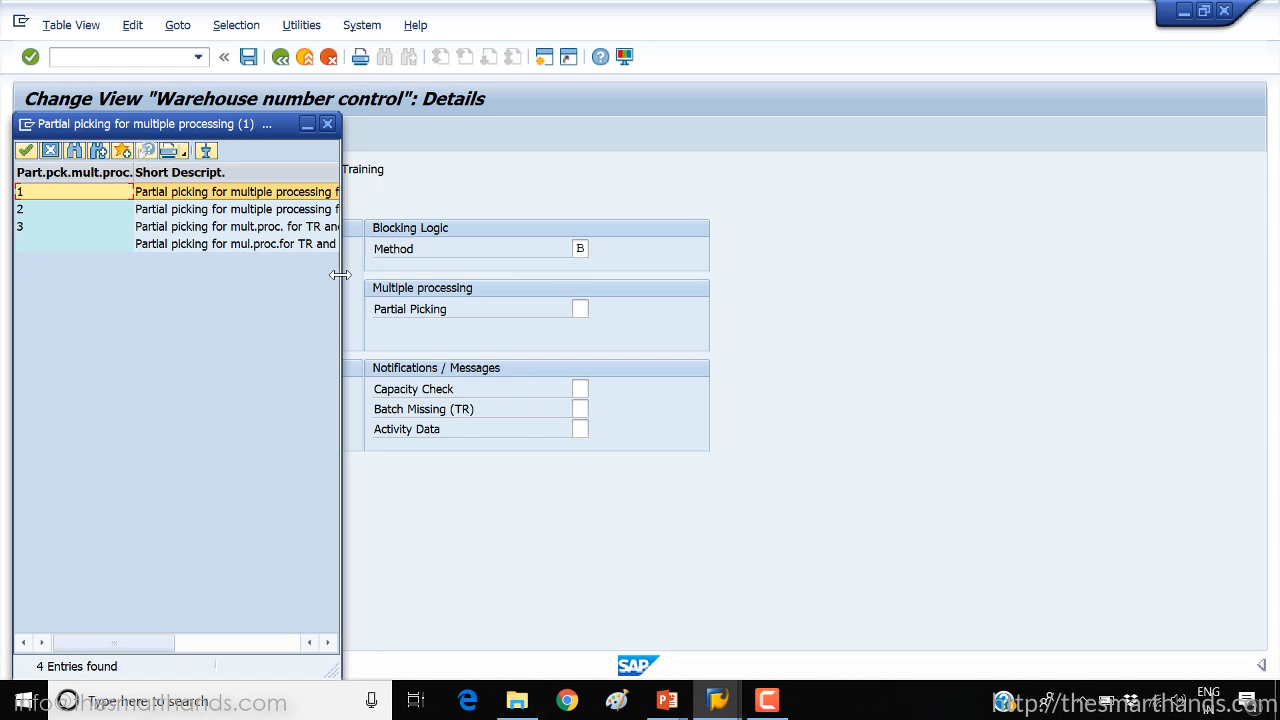 Table View Edit Goto Selection Utilities System Help
Change View "Warehouse number control": Details
Partial picking for multiple processing (1) ...
Training
Part.pck.mult.proc. Short Descript.
1 Partial picking for multiple processing f
2 Partial picking for multiple processing f
3 Partial picking for mult.proc. for TR and
Partial picking for mul.proc.for TR and
Blocking Logic
Method B
Multiple processing
Partial Picking
Notifications / Messages
Capacity Check
Batch Missing (TR)
Activity Data
4 Entries found
SAP
Type here to search
info@thesmarthands.com
ENG
IN
http://thesmarthands.com